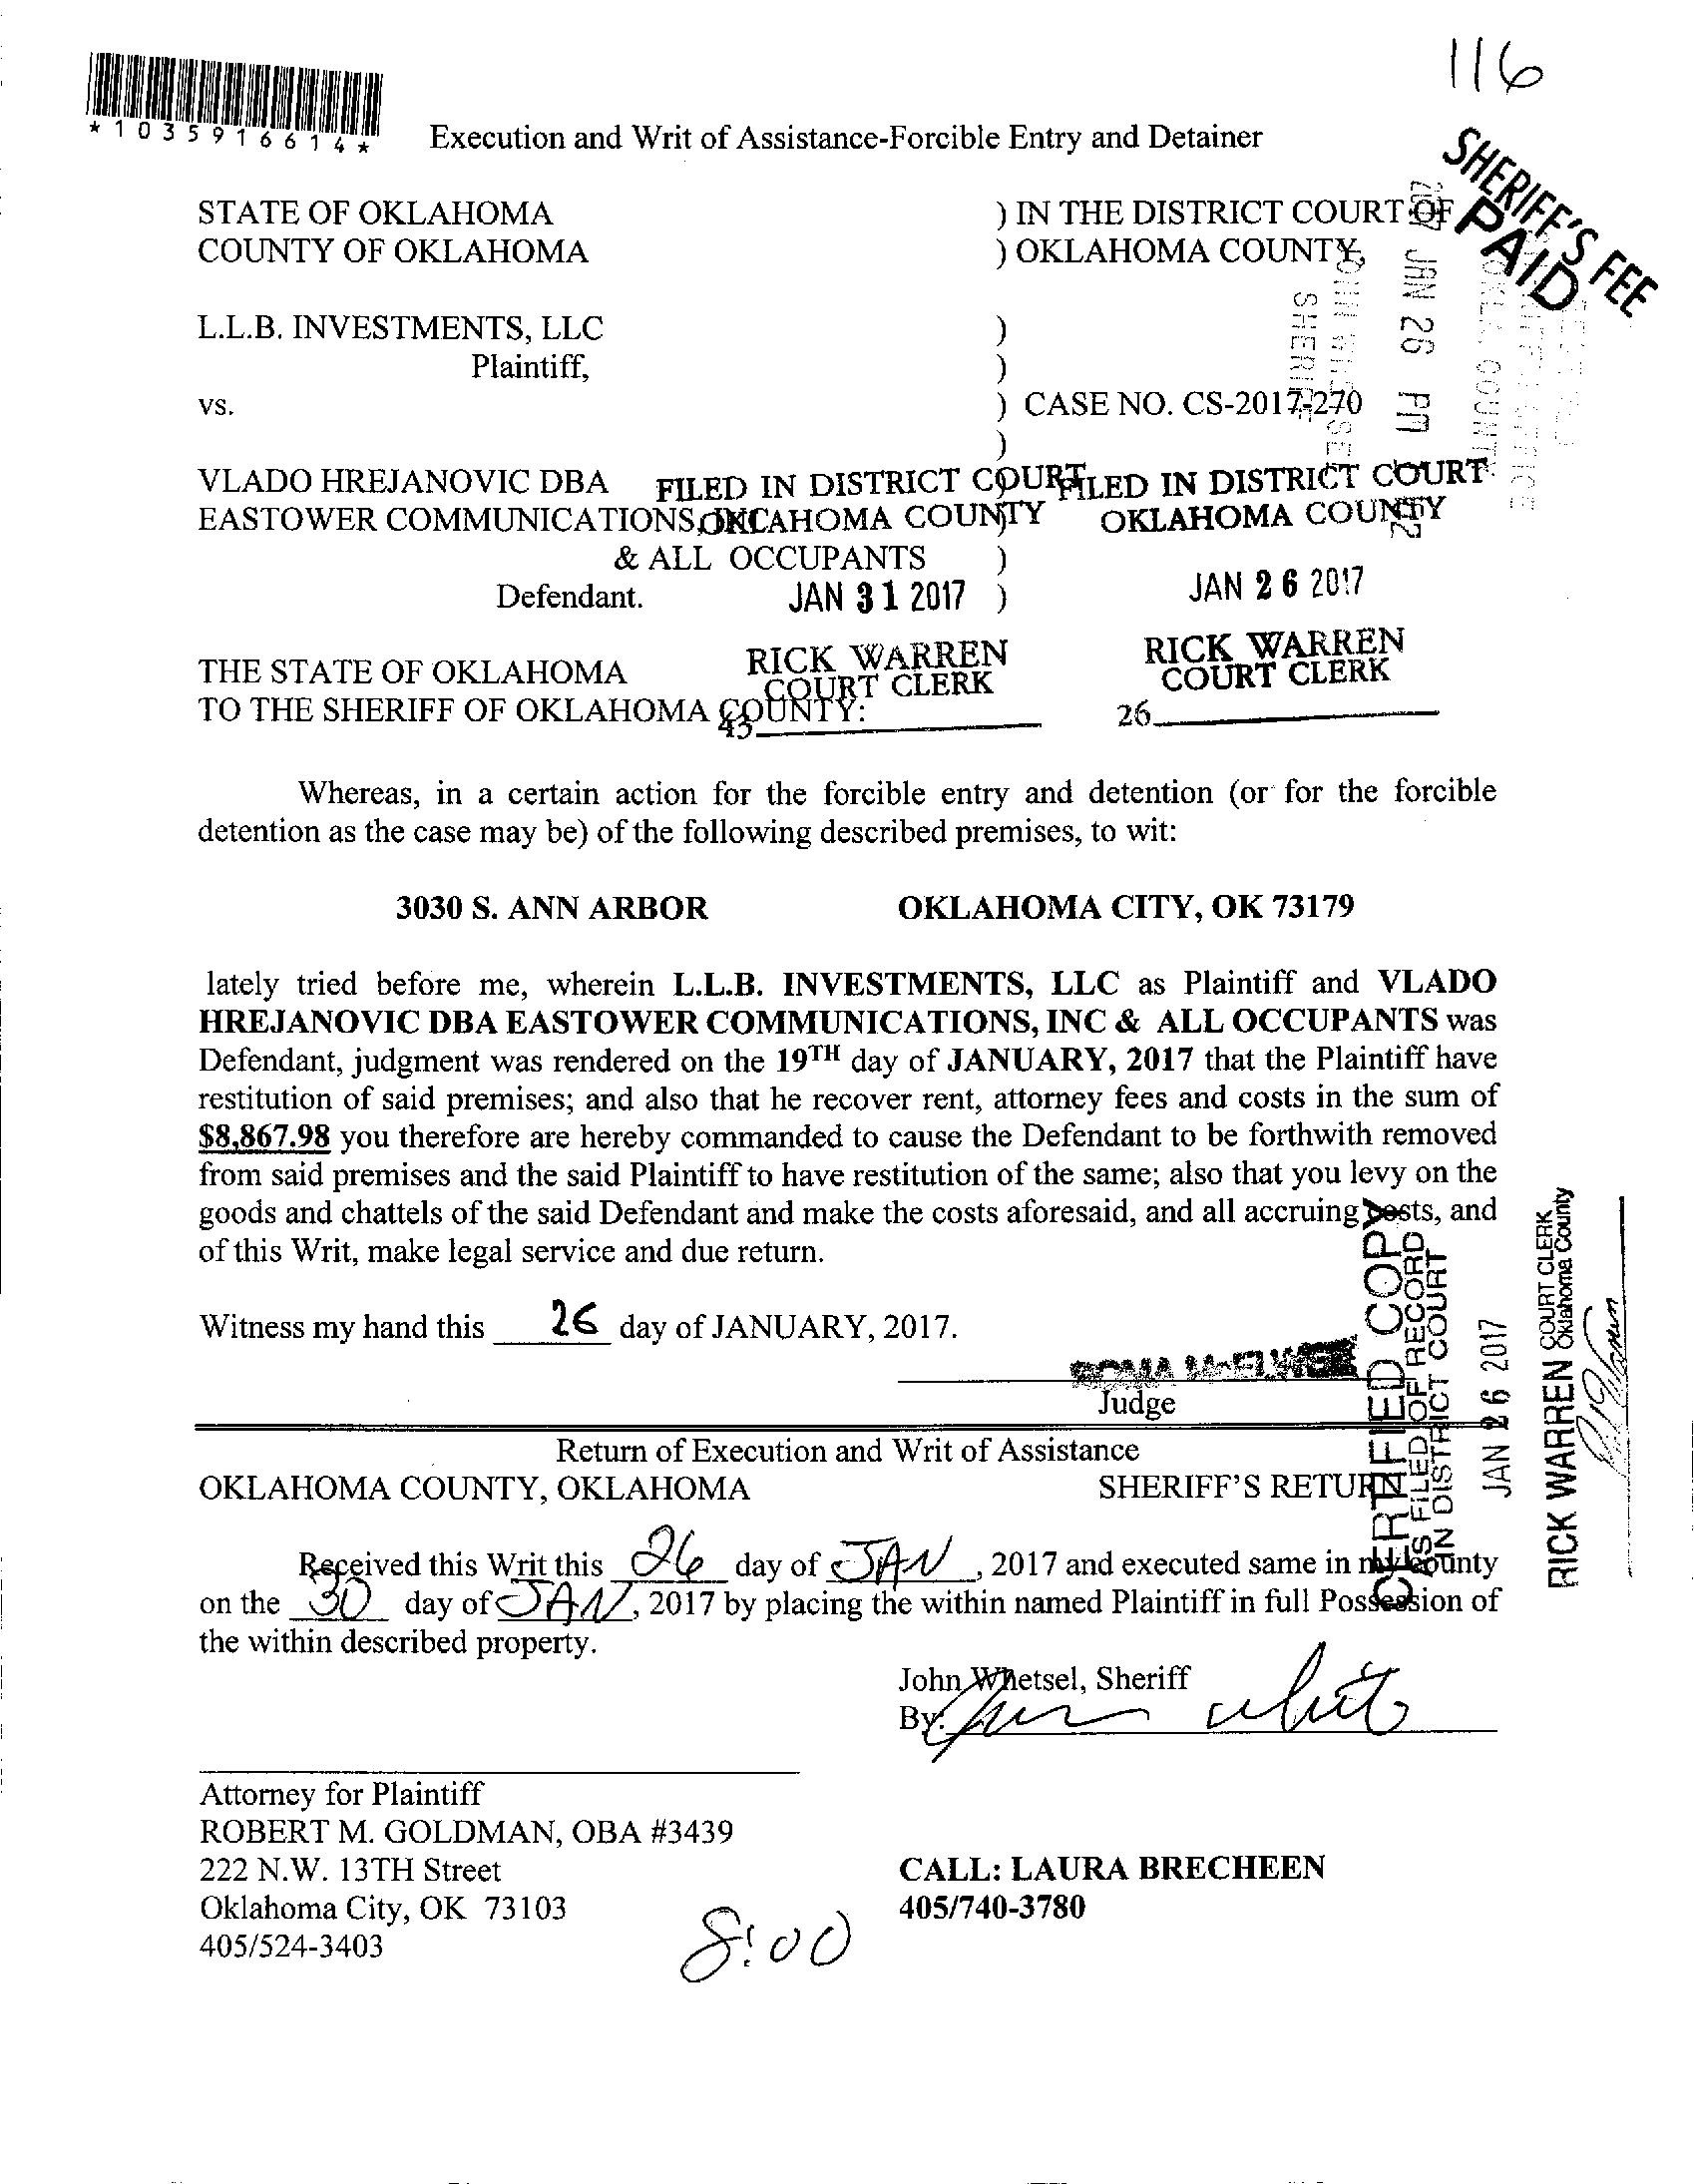 116
*1035916614*
Execution and Writ of Assistance-Forcible Entry and Detainer
SHERIFF'S FEE
PAID
STATE OF OKLAHOMA ) IN THE DISTRICT COURT OF
COUNTY OF OKLAHOMA ) OKLAHOMA COUNTY,
JAN 26 PM
SHERIFF
L.L.B. INVESTMENTS, LLC )
Plaintiff, )
vs. ) CASE NO. CS-2017-270
)
VLADO HREJANOVIC DBA
EASTOWER COMMUNICATIONS, )
& ALL OCCUPANTS )
Defendant. )
FILED IN DISTRICT COURT
OKLAHOMA COUNTY
JAN 31 2017
RICK WARREN
COURT CLERK
43
FILED IN DISTRICT COURT
OKLAHOMA COUNTY
JAN 26 2017
RICK WARREN
COURT CLERK
26
THE STATE OF OKLAHOMA
TO THE SHERIFF OF OKLAHOMA COUNTY:
Whereas, in a certain action for the forcible entry and detention (or for the forcible
detention as the case may be) of the following described premises, to wit:
3030 S. ANN ARBOR OKLAHOMA CITY, OK 73179
lately tried before me, wherein L.L.B. INVESTMENTS, LLC as Plaintiff and VLADO
HREJANOVIC DBA EASTOWER COMMUNICATIONS, INC & ALL OCCUPANTS was
Defendant, judgment was rendered on the 19TH day of JANUARY, 2017 that the Plaintiff have
restitution of said premises; and also that he recover rent, attorney fees and costs in the sum of
$8,867.98 you therefore are hereby commanded to cause the Defendant to be forthwith removed
from said premises and the said Plaintiff to have restitution of the same; also that you levy on the
goods and chattels of the said Defendant and make the costs aforesaid, and all accruing costs, and
of this Writ, make legal service and due return.
Witness my hand this 26 day of JANUARY, 2017.
Judge
CERTIFIED COPY
AS FILED OF RECORD
IN DISTRICT COURT
JAN 26 2017
RICK WARREN COURT CLERK
Oklahoma County
Return of Execution and Writ of Assistance
OKLAHOMA COUNTY, OKLAHOMA SHERIFF'S RETURN
Received this Writ this 26 day of JAN, 2017 and executed same in my county
on the 30 day of JAN, 2017 by placing the within named Plaintiff in full Possession of
the within described property.
John Whetsel, Sheriff
By:
Attorney for Plaintiff
ROBERT M. GOLDMAN, OBA #3439
222 N.W. 13TH Street
Oklahoma City, OK 73103
405/524-3403
CALL: LAURA BRECHEEN
405/740-3780
8:00